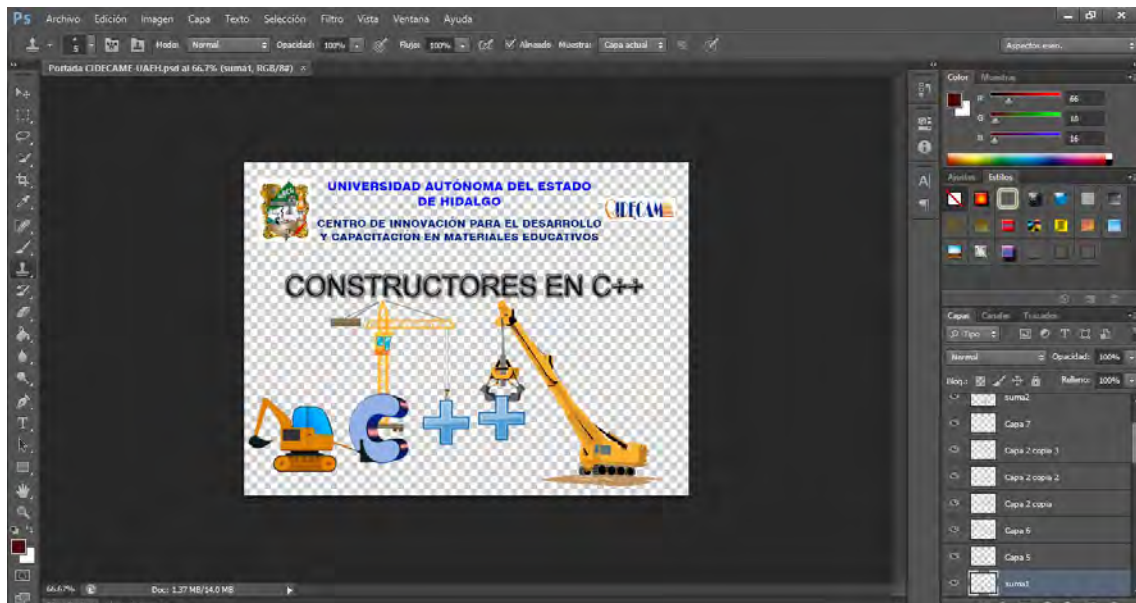 Ps Archivo Edición Imagen Capa Texto Selección Filtro Vista Ventana Ayuda
5 Modo: Normal Opacidad: 100% Flujo: 100% Alineado Muestra: Capa actual Aspectos esen.
Portada CIDECAME-UAEH.psd al 66.7% (suma1, RGB/8#) ×
Color Muestras
R 66
G 10
B 16
Ajustes Estilos
UNIVERSIDAD AUTÓNOMA DEL ESTADO
DE HIDALGO
CIDECAME
CENTRO DE INNOVACIÓN PARA EL DESARROLLO
Y CAPACITACIÓN EN MATERIALES EDUCATIVOS
CONSTRUCTORES EN C++
C++
Capas Canales Trazados
Tipo
Normal Opacidad: 100%
Bloq.: Relleno: 100%
suma2
Capa 7
Capa 2 copia 3
Capa 2 copia 2
Capa 2 copia
Capa 6
Capa 5
suma1
66.67% Doc: 1.37 MB/14.0 MB